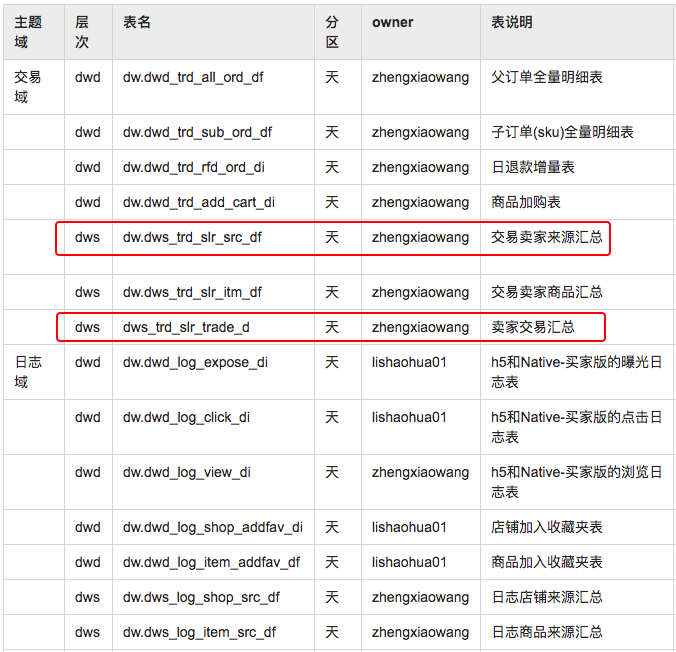 主题域 层次 表名 分区 owner 表说明
交易域 dwd dw.dwd_trd_all_ord_df 天 zhengxiaowang 父订单全量明细表
dwd dw.dwd_trd_sub_ord_df 天 zhengxiaowang 子订单(sku)全量明细表
dwd dw.dwd_trd_rfd_ord_di 天 zhengxiaowang 日退款增量表
dwd dw.dwd_trd_add_cart_di 天 zhengxiaowang 商品加购表
dws dw.dws_trd_slr_src_df 天 zhengxiaowang 交易卖家来源汇总
dws dw.dws_trd_slr_itm_df 天 zhengxiaowang 交易卖家商品汇总
dws dws_trd_slr_trade_d 天 zhengxiaowang 卖家交易汇总
日志域 dwd dw.dwd_log_expose_di 天 lishaohua01 h5和Native-买家版的曝光日志表
dwd dw.dwd_log_click_di 天 lishaohua01 h5和Native-买家版的点击日志表
dwd dw.dwd_log_view_di 天 zhengxiaowang h5和Native-买家版的浏览日志表
dwd dw.dwd_log_shop_addfav_di 天 lishaohua01 店铺加入收藏夹表
dwd dw.dwd_log_item_addfav_df 天 lishaohua01 商品加入收藏夹表
dws dw.dws_log_shop_src_df 天 zhengxiaowang 日志店铺来源汇总
dws dw.dws_log_item_src_df 天 zhengxiaowang 日志商品来源汇总